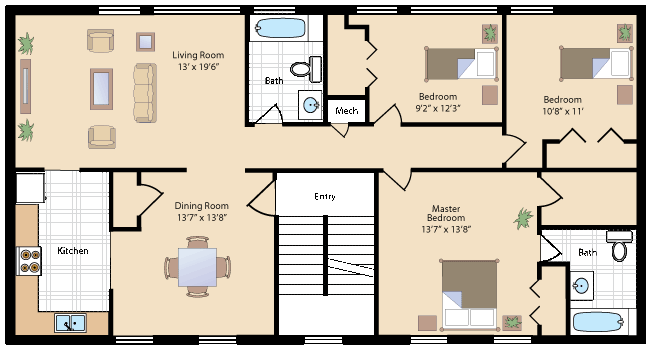 Living Room
13' x 19'6"
Bath
Mech.
Bedroom
9'2" x 12'3"
Bedroom
10'8" x 11'
Dining Room
13'7" x 13'8"
Entry
Master
Bedroom
13'7" x 13'8"
Kitchen
Bath